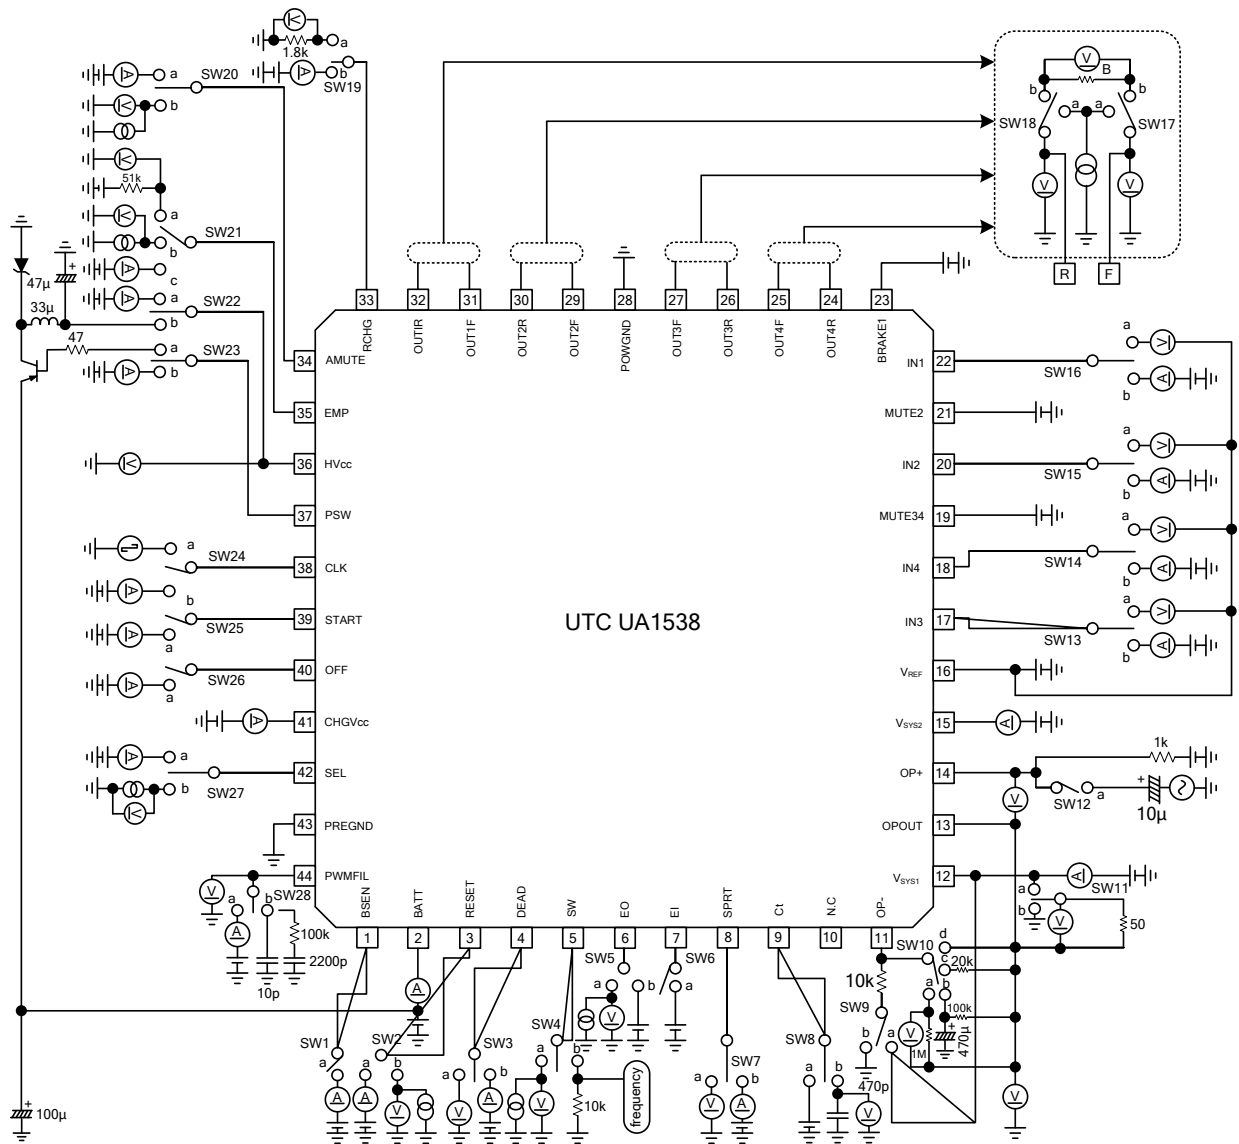 1.8k
a
b
SW19
a
SW20
b
51k
a
SW21
b
c
47µ
+
33µ
a
SW22
b
47
a
SW23
b
a
SW24
b
SW25
a
SW26
a
a
b
SW27
B
b
b
a
a
SW18
SW17
R
F
33
32
31
30
29
28
27
26
25
24
23
RCHG
OUTIR
OUT1F
OUT2R
OUT2F
POWGND
OUT3F
OUT3R
OUT4F
OUT4R
BRAKE1
34
AMUTE
35
EMP
36
HVcc
37
PSW
38
CLK
39
START
40
OFF
41
CHGVcc
42
SEL
43
PREGND
44
PWMFIL
UTC UA1538
IN1
22
MUTE2
21
IN2
20
MUTE34
19
IN4
18
IN3
17
VREF
16
VSYS2
15
OP+
14
OPOUT
13
VSYS1
12
a
SW16
b
a
SW15
b
a
SW14
b
a
SW13
b
1k
SW12
a
+
10µ
SW11
a
b
50
BSEN
BATT
RESET
DEAD
SW
EO
EI
SPRT
Ct
N.C
OP-
1
2
3
4
5
6
7
8
9
10
11
SW28
a
b
100k
2200p
10p
SW5
a
b
SW6
a
SW10
d
c
20k
a
b
100k
+
470µ
1M
10k
SW9
b
a
SW1
a
SW2
a
b
SW3
a
b
SW4
a
b
10k
frequency
SW7
a
b
SW8
a
b
470p
+
100µ